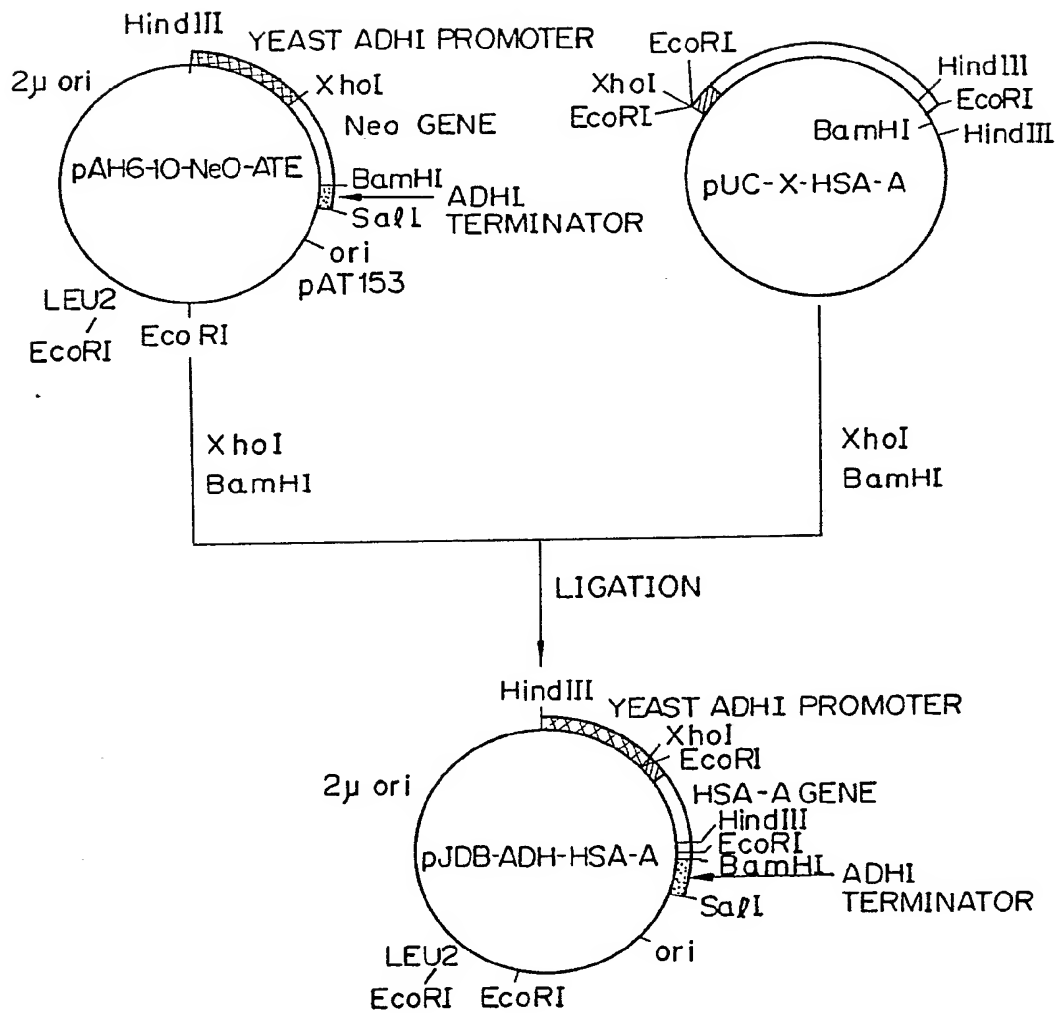 HindIII
YEAST ADHI PROMOTER
2µ ori
XhoI
Neo GENE
pAH6-10-NeO-ATE
BamHI
ADHI
TERMINATOR
SalI
ori
pAT153
LEU2
EcoRI
EcoRI
EcoRI
XhoI
EcoRI
HindIII
EcoRI
BamHI
HindIII
pUC-X-HSA-A
XhoI
BamHI
XhoI
BamHI
LIGATION
HindIII
YEAST ADHI PROMOTER
XhoI
EcoRI
2µ ori
HSA-A GENE
HindIII
EcoRI
BamHI
pJDB-ADH-HSA-A
ADHI
TERMINATOR
SalI
ori
LEU2
EcoRI
EcoRI